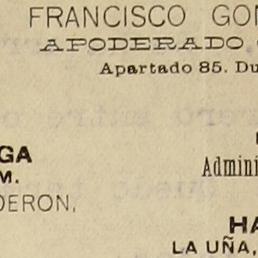 FRANCISCO GON
APODERADO,
Apartado 85. Du
GA
M.
DERON,
Admini
HA
LA UÑA,